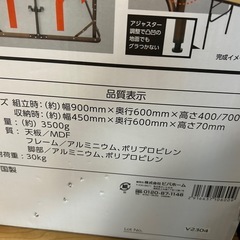 アジャスター
調整で凸凹の
地面でも
グラつかない
完成イメ
品質表示
ズ 組立時:(約)幅900mm×奥行600mm×高さ400/700
収納時:(約)幅450mm×奥行600mm×高さ70mm
量:(約)3500g
質:天板/MDF
フレーム/アルミニウム、ポリプロピレン
脚部/アルミニウム、ポリプロピレン
荷重:30kg
国製
0120-97-1146
V2304